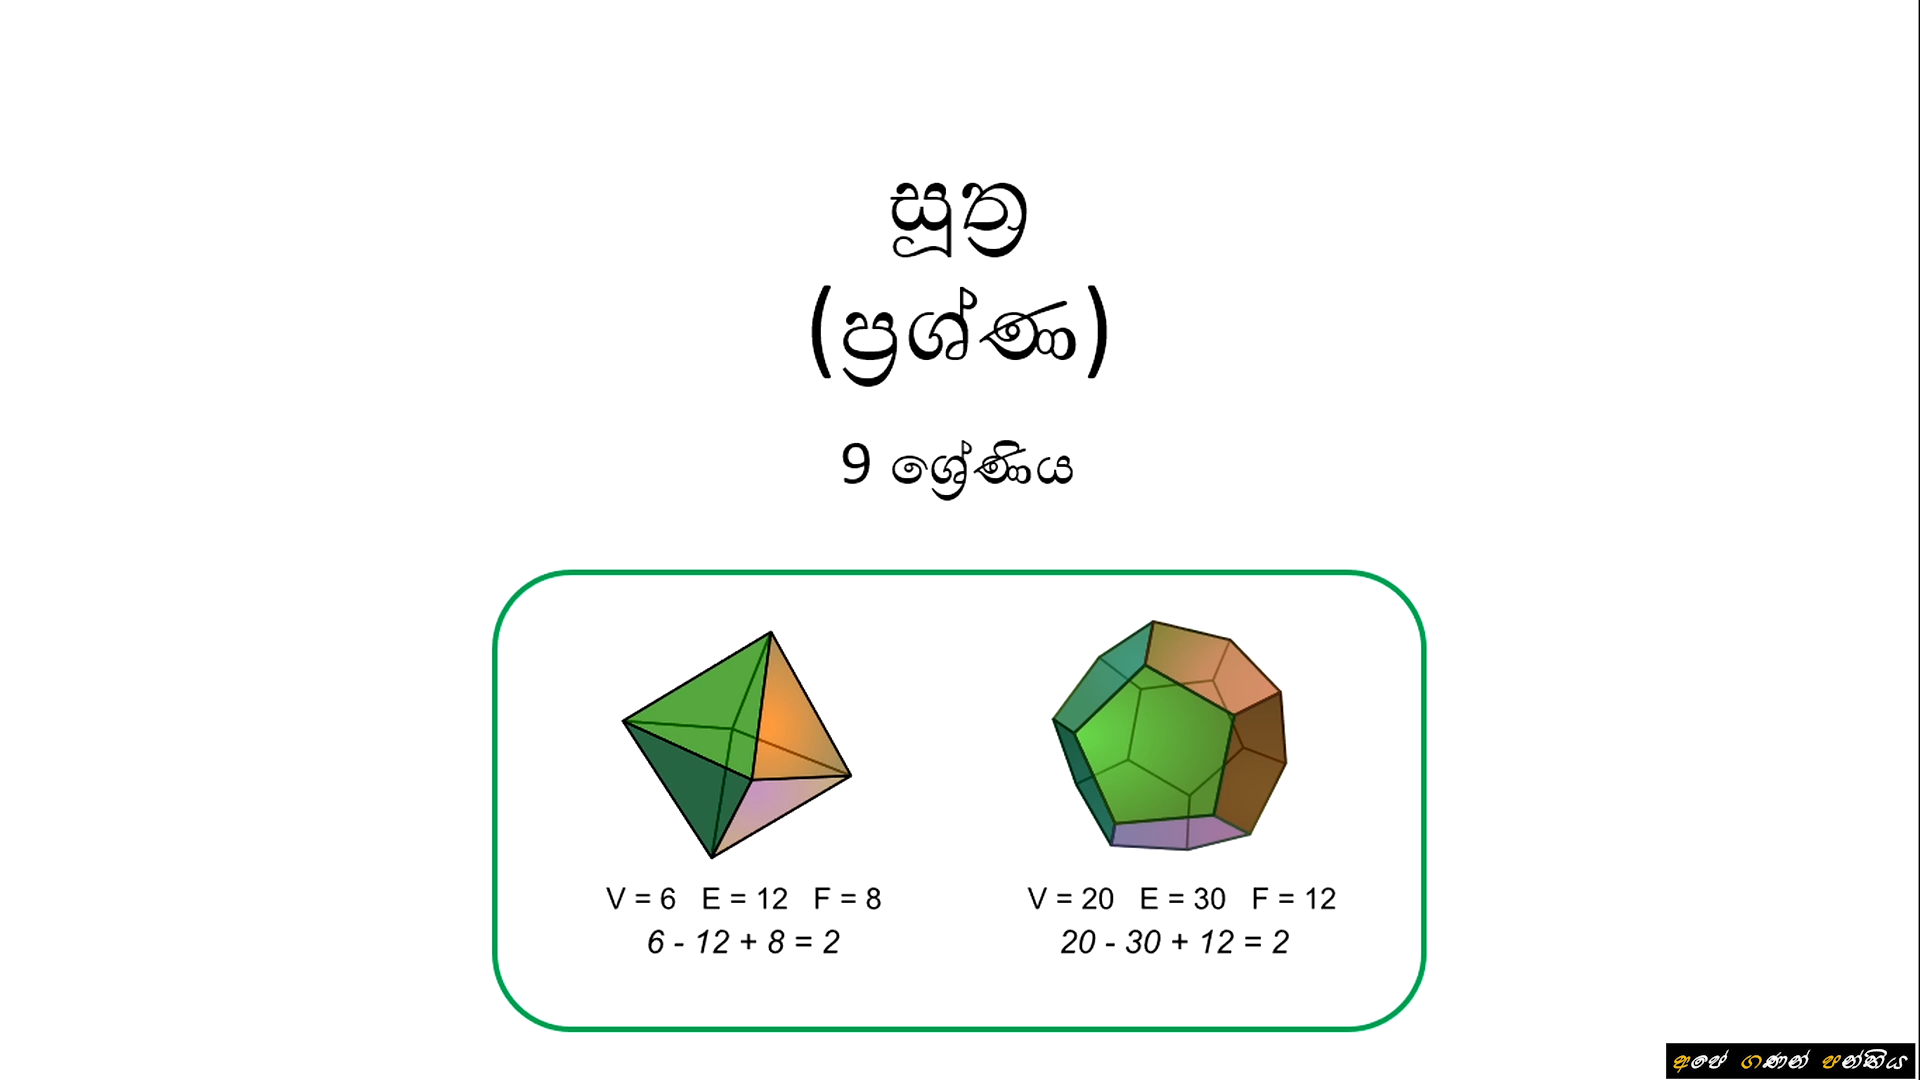 සූත්‍ර
(ප්‍රශ්ණ)
9 ශ්‍රේණිය
V = 6 E = 12 F = 8
6 - 12 + 8 = 2
V = 20 E = 30 F = 12
20 - 30 + 12 = 2
අපේ ගණන් පන්තිය